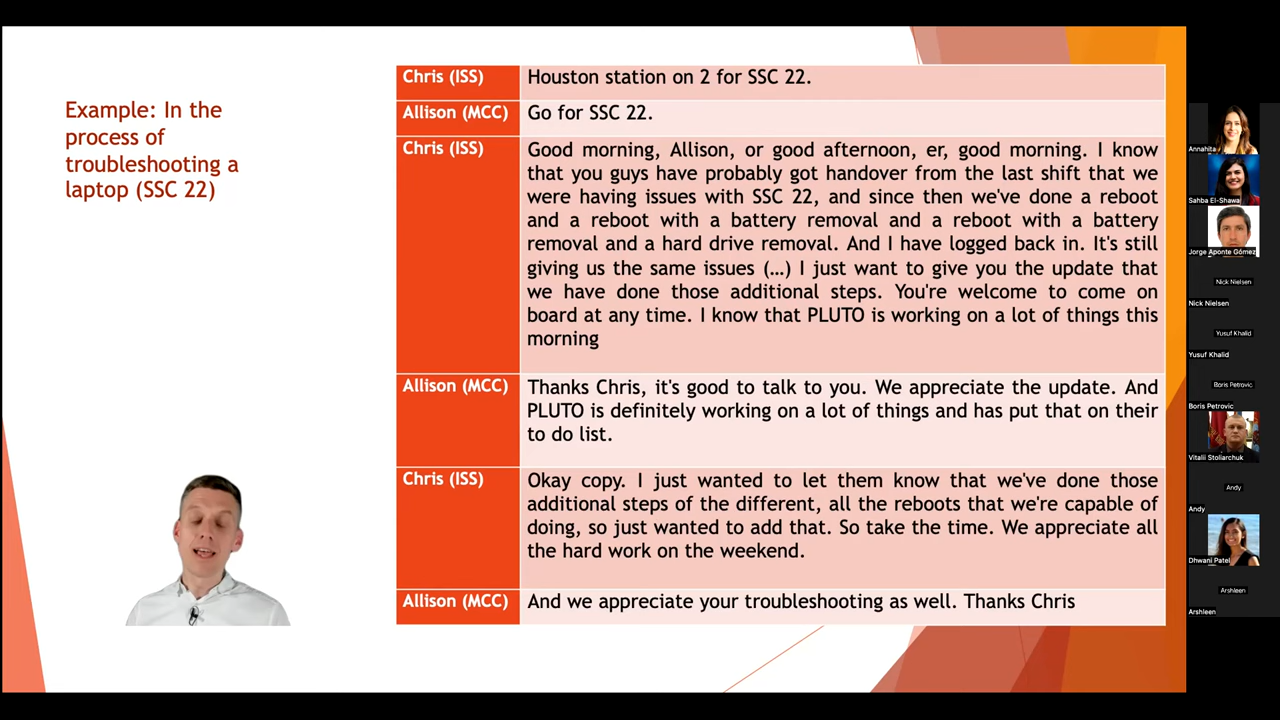 Example: In the
process of
troubleshooting a
laptop (SSC 22)
Chris (ISS)
Houston station on 2 for SSC 22.
Allison (MCC)
Go for SSC 22.
Chris (ISS)
Good morning, Allison, or good afternoon, er, good morning. I know
that you guys have probably got handover from the last shift that we
were having issues with SSC 22, and since then we've done a reboot
and a reboot with a battery removal and a reboot with a battery
removal and a hard drive removal. And I have logged back in. It's still
giving us the same issues (…) I just want to give you the update that
we have done those additional steps. You're welcome to come on
board at any time. I know that PLUTO is working on a lot of things this
morning
Allison (MCC)
Thanks Chris, it's good to talk to you. We appreciate the update. And
PLUTO is definitely working on a lot of things and has put that on their
to do list.
Chris (ISS)
Okay copy. I just wanted to let them know that we've done those
additional steps of the different, all the reboots that we're capable of
doing, so just wanted to add that. So take the time. We appreciate all
the hard work on the weekend.
Allison (MCC)
And we appreciate your troubleshooting as well. Thanks Chris
Annahita
Sahba El-Shawa
Jorge Aponte Gómez
Nick Nielsen
Nick Nielsen
Yusuf Khalid
Yusuf Khalid
Boris Petrovic
Boris Petrovic
Vitalii Stoliarchuk
Andy
Andy
Dhwani Patel
Arshleen
Arshleen